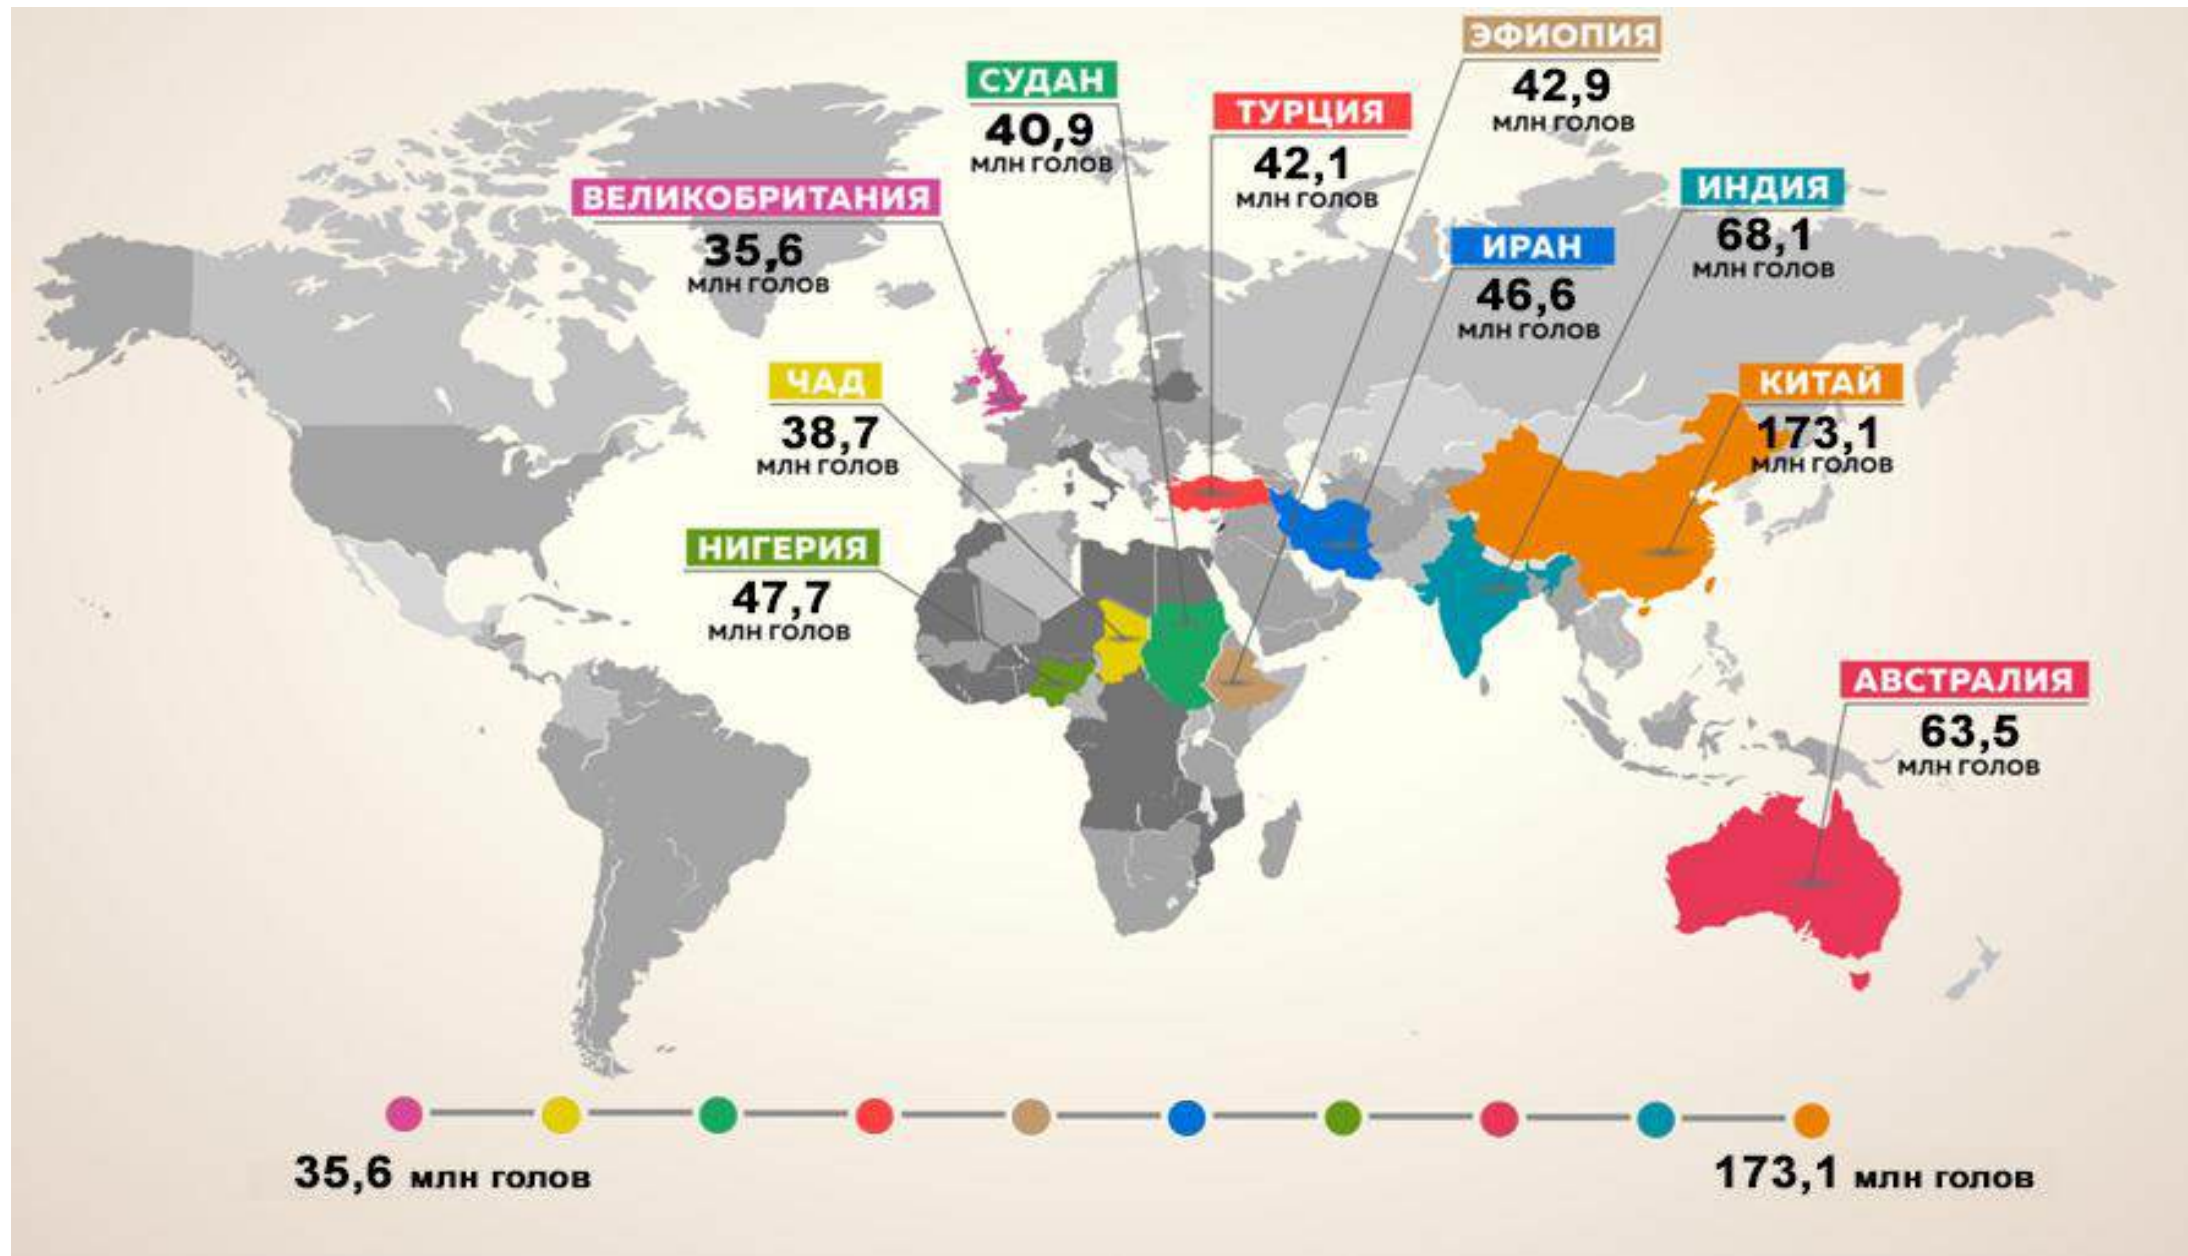 ЭФИОПИЯ
42,9
МЛН ГОЛОВ
СУДАН
40,9
МЛН ГОЛОВ
ТУРЦИЯ
42,1
МЛН ГОЛОВ
ВЕЛИКОБРИТАНИЯ
35,6
МЛН ГОЛОВ
ИНДИЯ
68,1
МЛН ГОЛОВ
ИРАН
46,6
МЛН ГОЛОВ
ЧАД
38,7
МЛН ГОЛОВ
КИТАЙ
173,1
МЛН ГОЛОВ
НИГЕРИЯ
47,7
МЛН ГОЛОВ
АВСТРАЛИЯ
63,5
МЛН ГОЛОВ
35,6 млн голов
173,1 млн голов